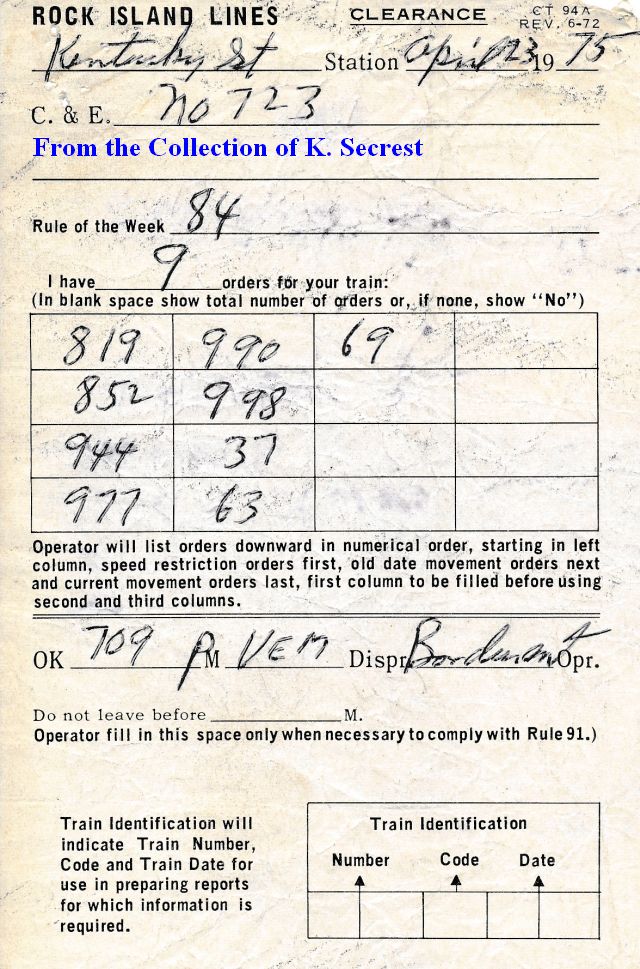 ROCK ISLAND LINES CLEARANCE CT 94A
REV. 6-72
Kentucky St Station April 23 19 75
C. & E. No 723
From the Collection of K. Secrest
Rule of the Week 84
I have 9 orders for your train:
(In blank space show total number of orders or, if none, show "No")
819 990 69
852 998
944 37
977 63
Operator will list orders downward in numerical order, starting in left
column, speed restriction orders first, old date movement orders next
and current movement orders last, first column to be filled before using
second and third columns.
OK 709 PM VEM Dispr. Opr.
Do not leave before M.
Operator fill in this space only when necessary to comply with Rule 91.)
Train Identification will
indicate Train Number,
Code and Train Date for
use in preparing reports
for which information is
required.
Train Identification
Number Code Date